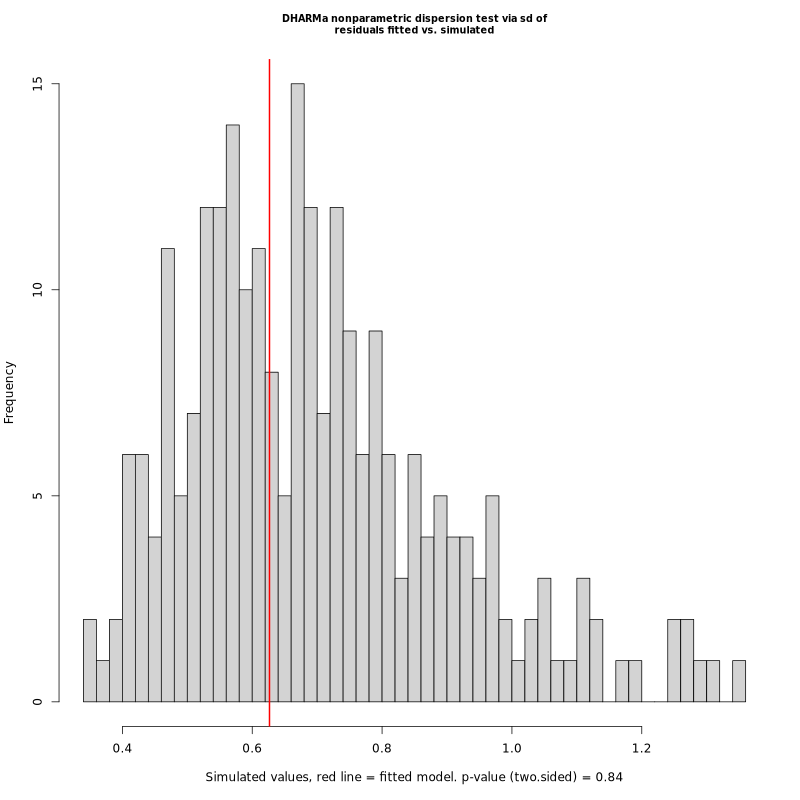 DHARMa nonparametric dispersion test via sd of
residuals fitted vs. simulated
15
10
5
0
Frequency
0.4 0.6 0.8 1.0 1.2
Simulated values, red line = fitted model. p-value (two.sided) = 0.84